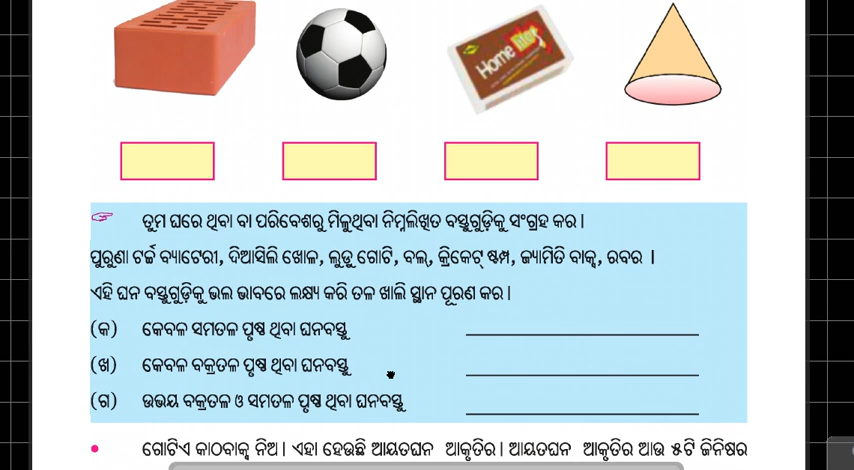 Home lites
☞ ତୁମ ଘରେ ଥିବା ବା ପରିବେଶରୁ ମିଳୁଥିବା ନିମ୍ନଲିଖିତ ବସ୍ତୁଗୁଡ଼ିକୁ ସଂଗ୍ରହ କର ।
ପୁରୁଣା ଟର୍ଚ୍ଚ ବ୍ୟାଟେରୀ, ଦିଆସିଲି ଖୋଳ, ଲୁଡୁ ଗୋଟି, ବଲ୍, କ୍ରିକେଟ୍ ଷ୍ଟମ୍ପ, ଜ୍ୟାମିତି ବାକ୍ସ, ରବର ।
ଏହି ଘନ ବସ୍ତୁଗୁଡ଼ିକୁ ଭଲ ଭାବରେ ଲକ୍ଷ୍ୟ କରି ତଳ ଖାଲି ସ୍ଥାନ ପୂରଣ କର ।
(କ) କେବଳ ସମତଳ ପୃଷ୍ଠ ଥିବା ଘନବସ୍ତୁ
(ଖ) କେବଳ ବକ୍ରତଳ ପୃଷ୍ଠ ଥିବା ଘନବସ୍ତୁ
(ଗ) ଉଭୟ ବକ୍ରତଳ ଓ ସମତଳ ପୃଷ୍ଠ ଥିବା ଘନବସ୍ତୁ
• ଗୋଟିଏ କାଠବାକ୍ସ ନିଅ । ଏହା ହେଉଛି ଆୟତଘନ ଆକୃତିର । ଆୟତଘନ ଆକୃତିର ଆଉ ୫ଟି ଜିନିଷର